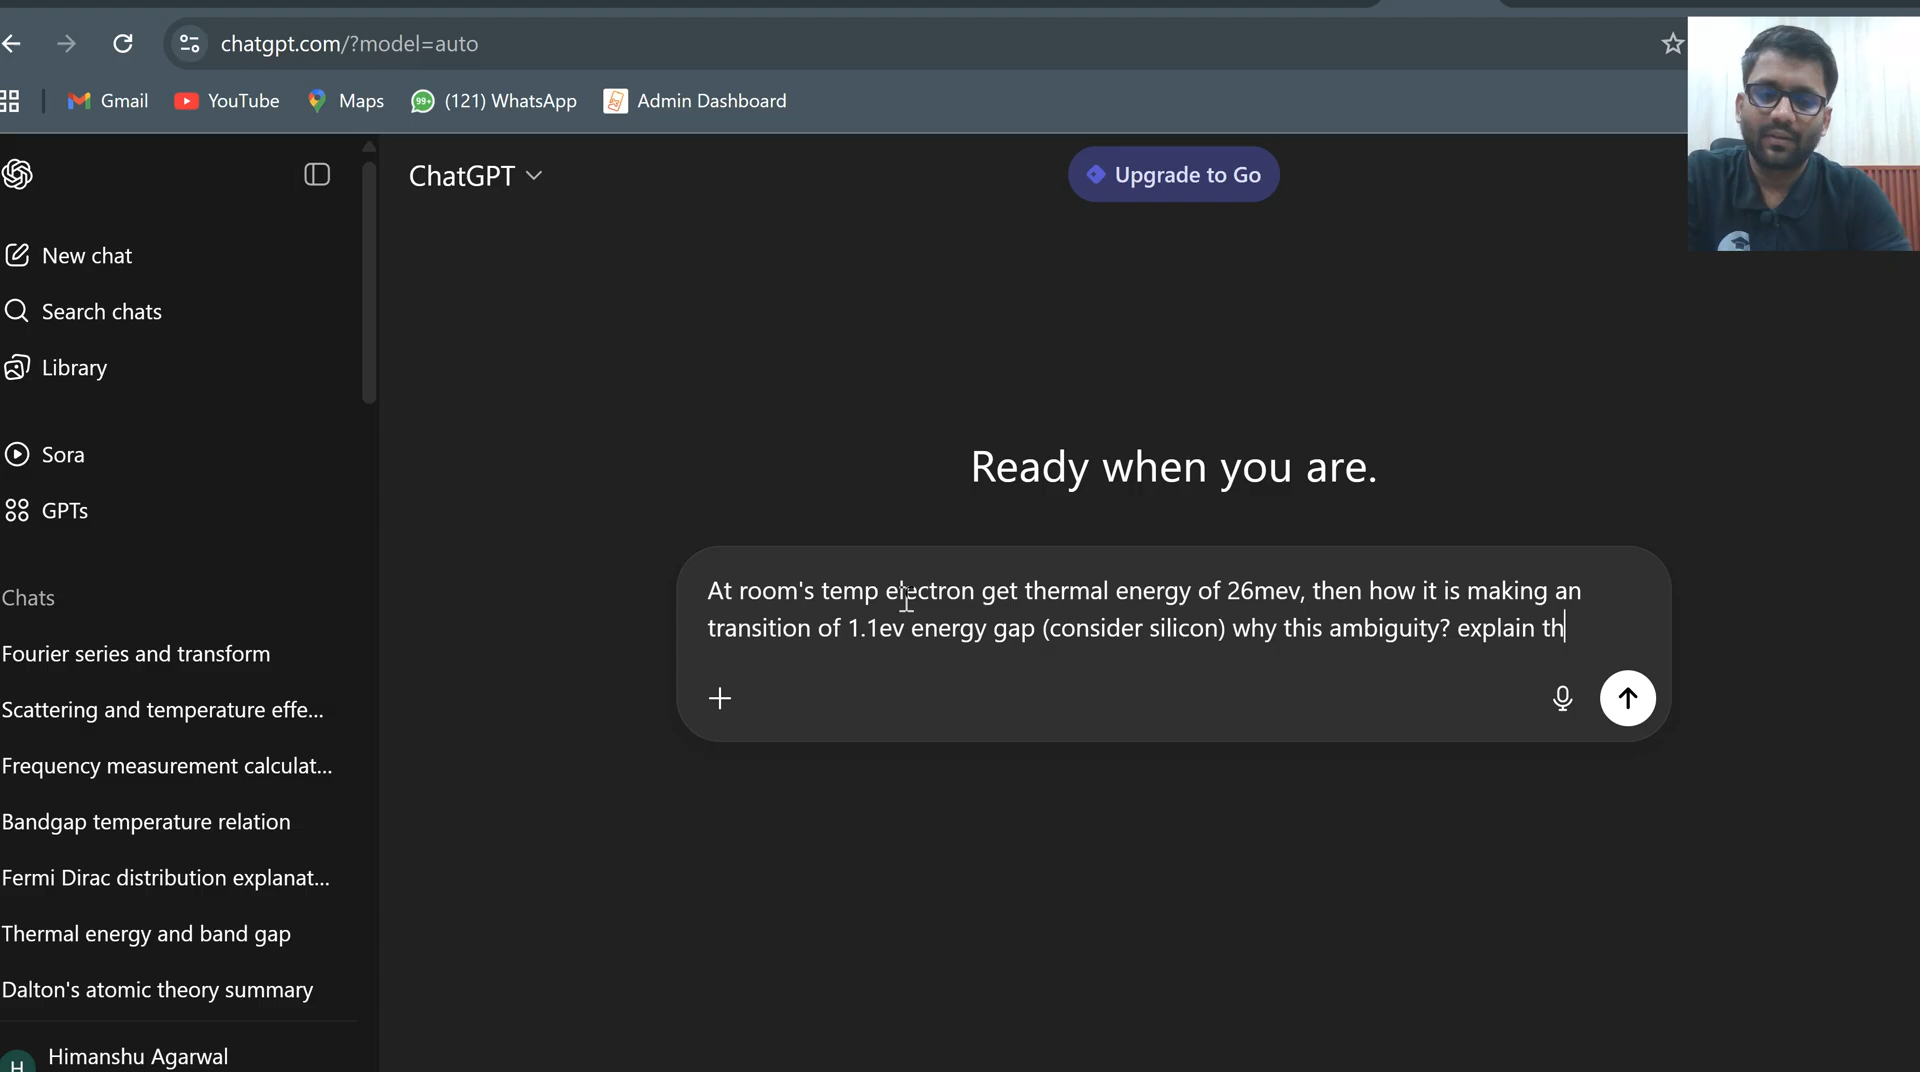 chatgpt.com/?model=auto
Gmail
YouTube
Maps
99+
(121) WhatsApp
Admin Dashboard
ChatGPT
Upgrade to Go
New chat
Search chats
Library
Sora
GPTs
Chats
Fourier series and transform
Scattering and temperature effe...
Frequency measurement calculat...
Bandgap temperature relation
Fermi Dirac distribution explanat...
Thermal energy and band gap
Dalton's atomic theory summary
H
Himanshu Agarwal
Ready when you are.
At room's temp electron get thermal energy of 26mev, then how it is making an
transition of 1.1ev energy gap (consider silicon) why this ambiguity? explain th